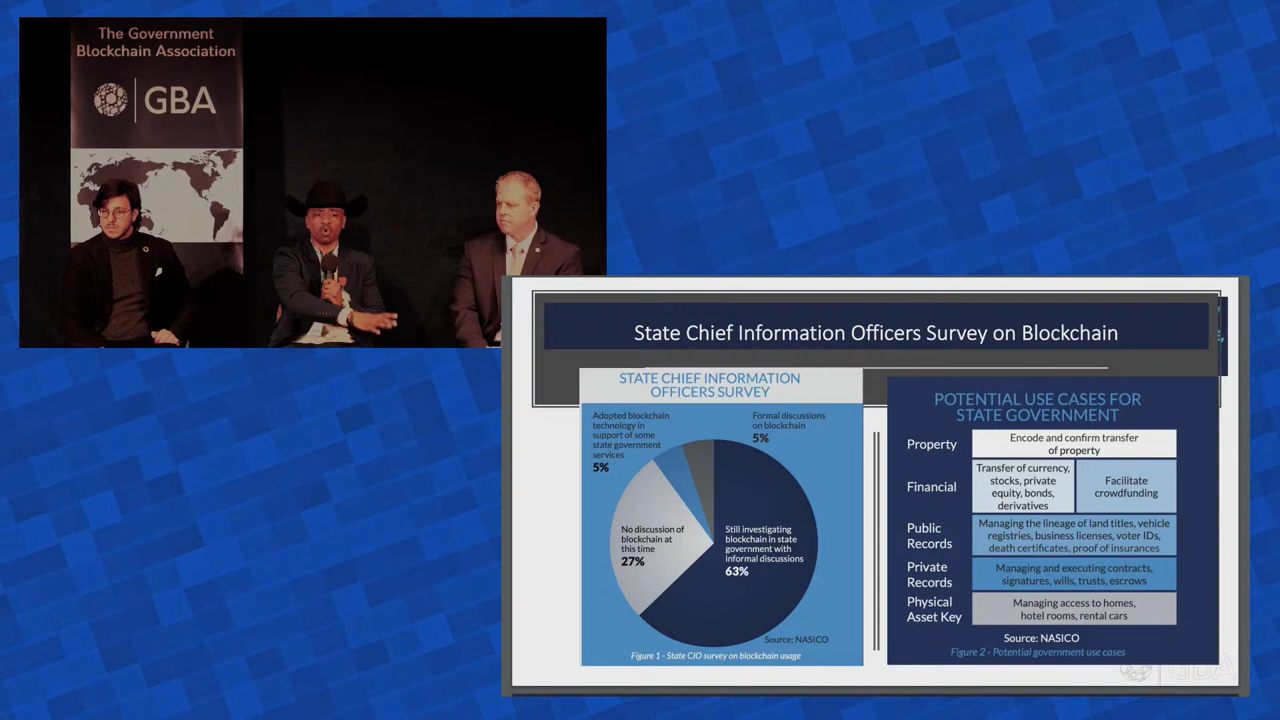 The Government
Blockchain Association
GBA
State Chief Information Officers Survey on Blockchain
STATE CHIEF INFORMATION
OFFICERS SURVEY
Adopted blockchain
technology in
support of some
state government
services
5%
Formal discussions
on blockchain
5%
No discussion of
blockchain at
this time
27%
Still investigating
blockchain in state
government with
informal discussions
63%
Source: NASICO
Figure 1 - State CIO survey on blockchain usage
POTENTIAL USE CASES FOR
STATE GOVERNMENT
Property
Encode and confirm transfer
of property
Financial
Transfer of currency,
stocks, private
equity, bonds,
derivatives
Facilitate
crowdfunding
Public
Records
Managing the lineage of land titles, vehicle
registries, business licenses, voter IDs,
death certificates, proof of insurances
Private
Records
Managing and executing contracts,
signatures, wills, trusts, escrows
Physical
Asset Key
Managing access to homes,
hotel rooms, rental cars
Source: NASICO
Figure 2 - Potential government use cases
GBA